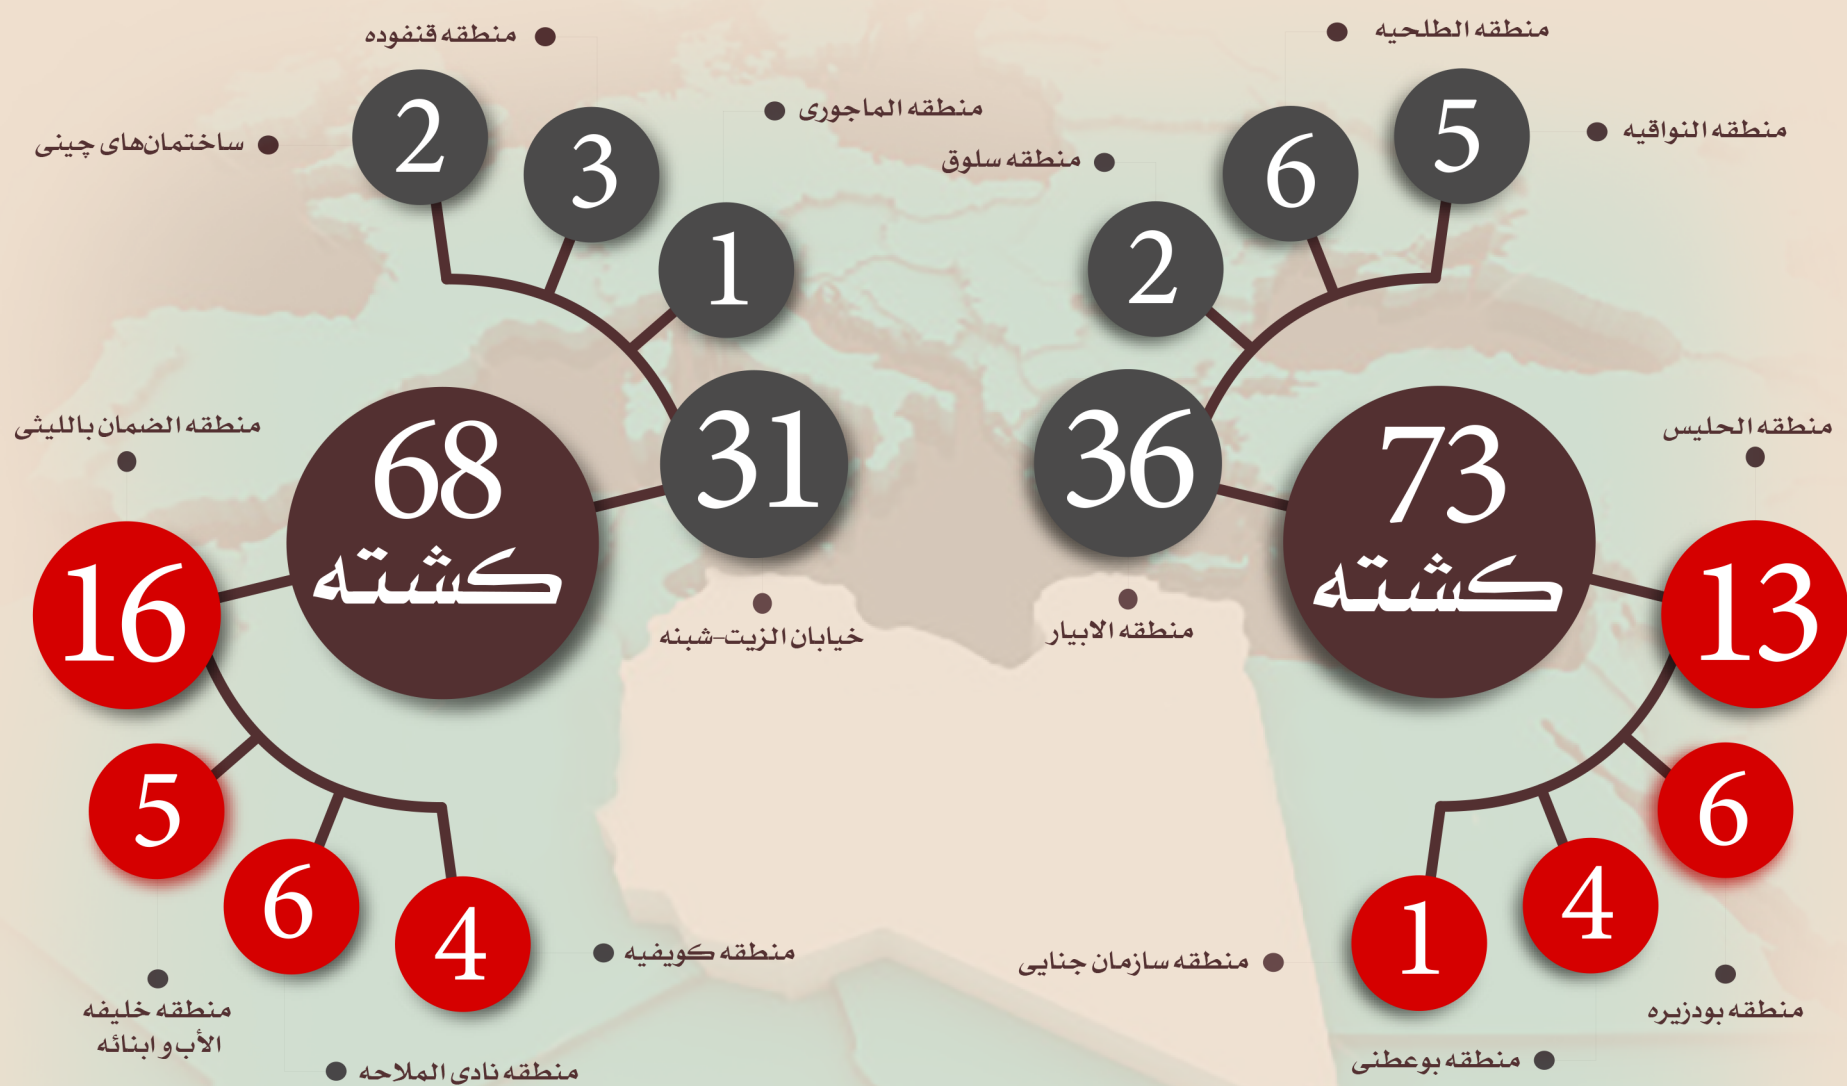 منطقه الطلحیه
منطقه النواقیه
منطقه سلوق
5
6
2
36
منطقه الابیار
73
کشته
منطقه الحلیس
13
6
4
1
منطقه بودزیره
منطقه بوعطنی
منطقه سازمان جنایی
منطقه قنفوده
منطقه الماجوری
ساختمان‌های چینی
2
3
1
31
خیابان الزیت-شبنه
68
کشته
منطقه الضمان باللیثی
16
5
6
4
منطقه کویفیه
منطقه خلیفه
الأب و ابنائه
منطقه نادی الملاحه